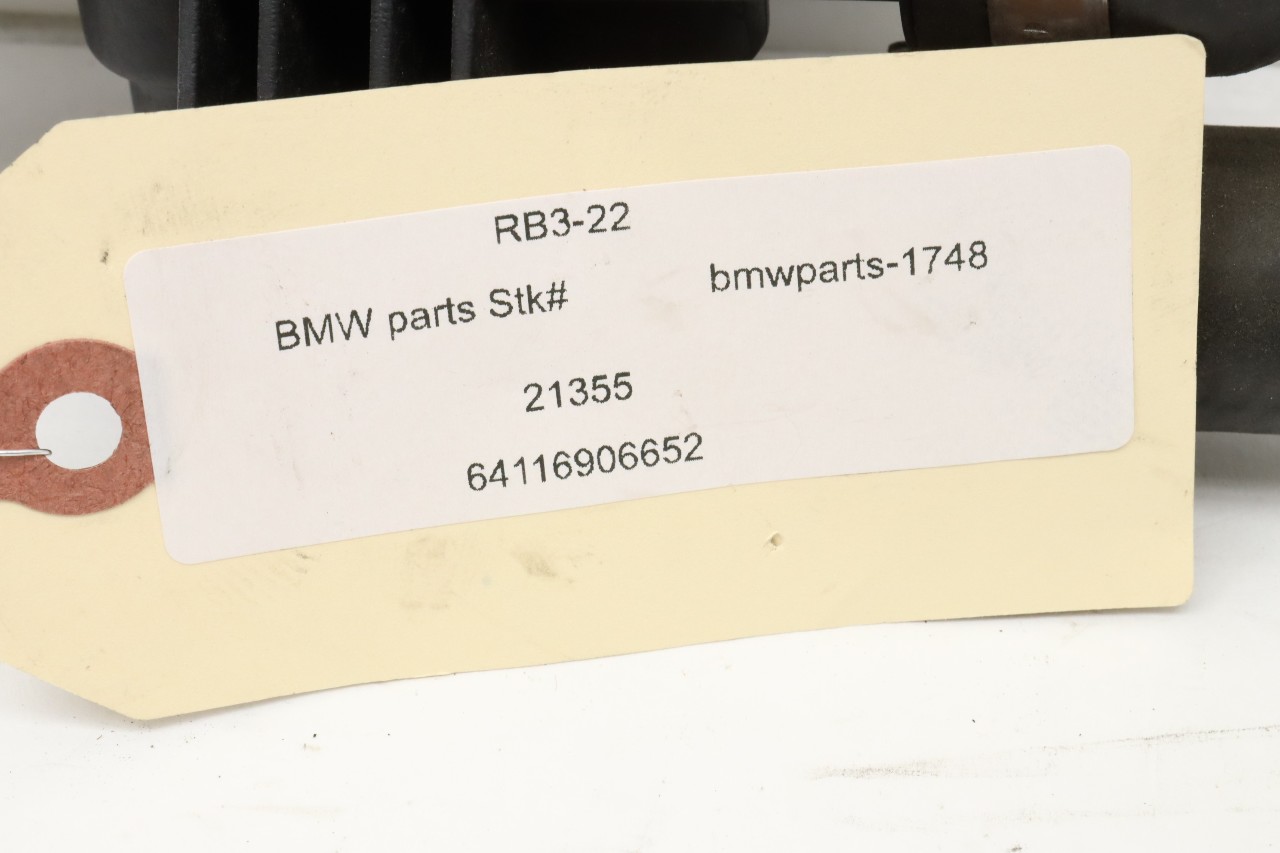 RB3-22
BMW parts Stk# bmwparts-1748
21355
64116906652